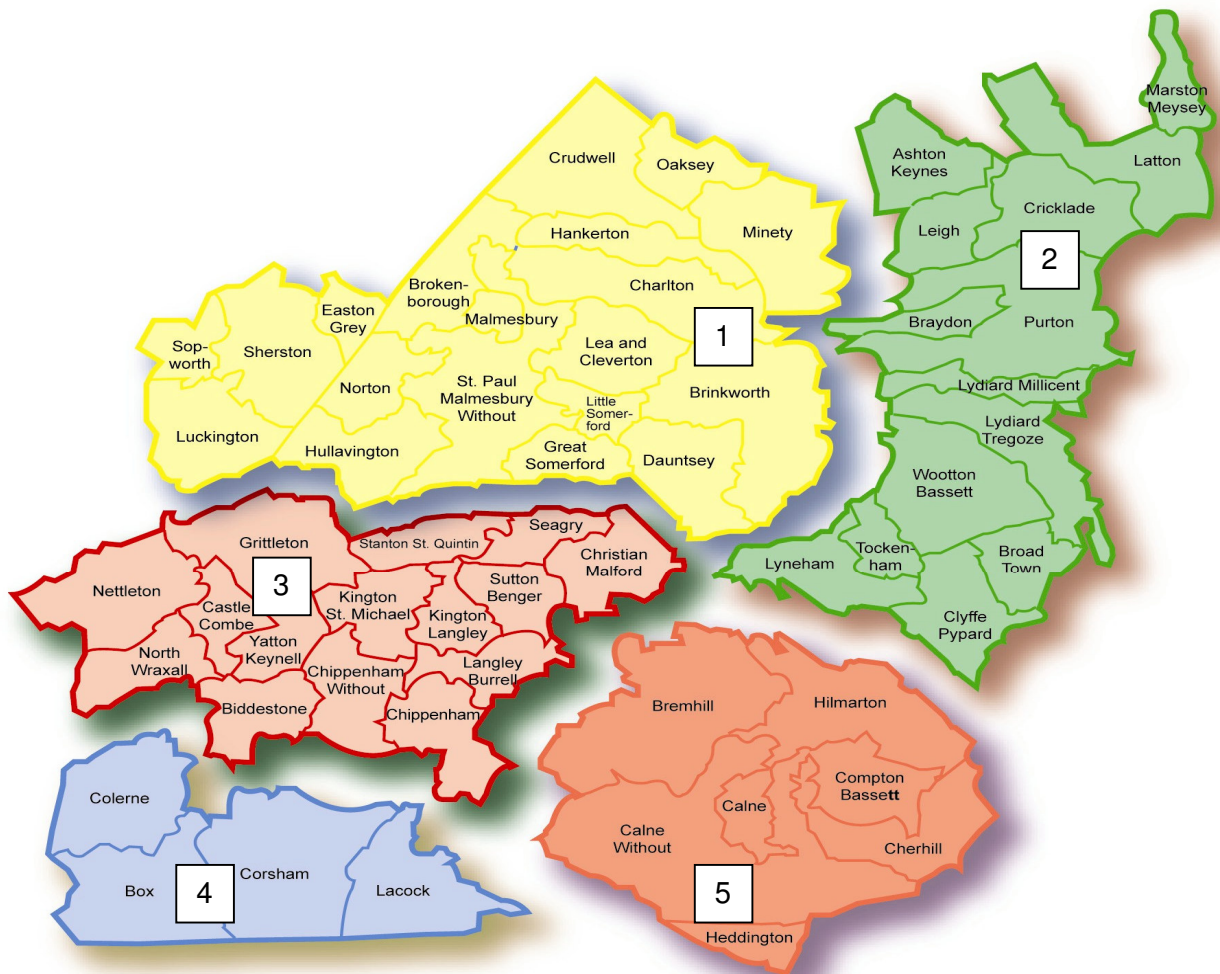 Crudwell
Oaksey
Minety
Hankerton
Charlton
Broken-
borough
Malmesbury
Easton
Grey
Sop-
worth
Sherston
Lea and
Cleverton
1
Norton
St. Paul
Malmesbury
Without
Brinkworth
Little
Somer-
ford
Luckington
Hullavington
Great
Somerford
Dauntsey
Marston
Meysey
Ashton
Keynes
Latton
Cricklade
Leigh
2
Braydon
Purton
Lydiard Millicent
Lydiard
Tregoze
Wootton
Bassett
Lyneham
Tocken-
ham
Broad
Town
Clyffe
Pypard
Seagry
Grittleton
Stanton St. Quintin
Christian
Malford
3
Nettleton
Castle
Combe
Kington
St. Michael
Sutton
Benger
Kington
Langley
Yatton
Keynell
North
Wraxall
Chippenham
Without
Langley
Burrell
Biddestone
Chippenham
Colerne
Box
4
Corsham
Lacock
Bremhill
Hilmarton
Compton
Bassett
Calne
Calne
Without
Cherhill
5
Heddington